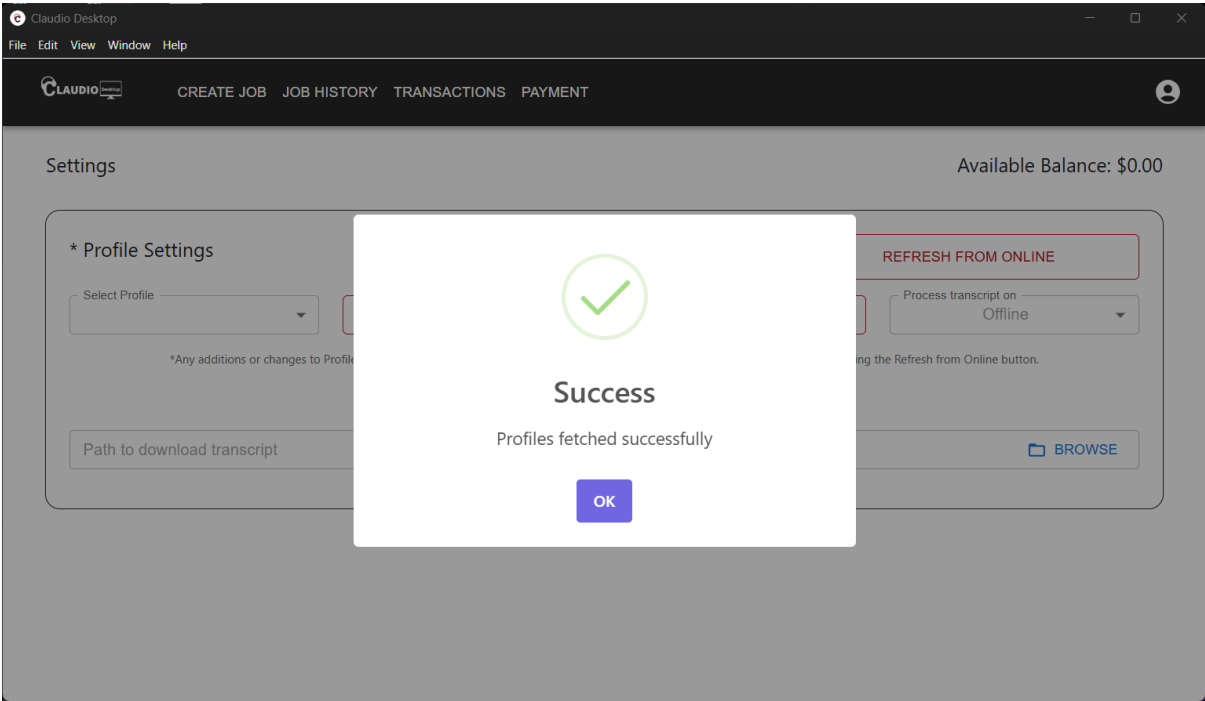 Claudio Desktop
File Edit View Window Help
CLAUDIO Desktop
CREATE JOB JOB HISTORY TRANSACTIONS PAYMENT
Settings
Available Balance: $0.00
* Profile Settings
REFRESH FROM ONLINE
Select Profile
Process transcript on
Offline
*Any additions or changes to Profile
ing the Refresh from Online button.
Path to download transcript
BROWSE
Success
Profiles fetched successfully
OK